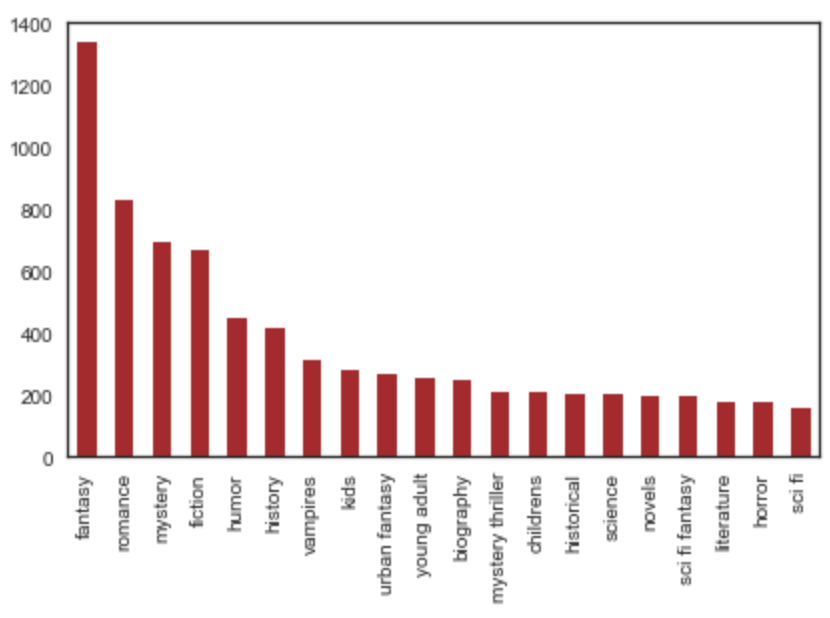 1400
1200
1000
800
600
400
200
0
fantasy
romance
mystery
fiction
humor
history
vampires
kids
urban fantasy
young adult
biography
mystery thriller
childrens
historical
science
novels
sci fi fantasy
literature
horror
sci fi